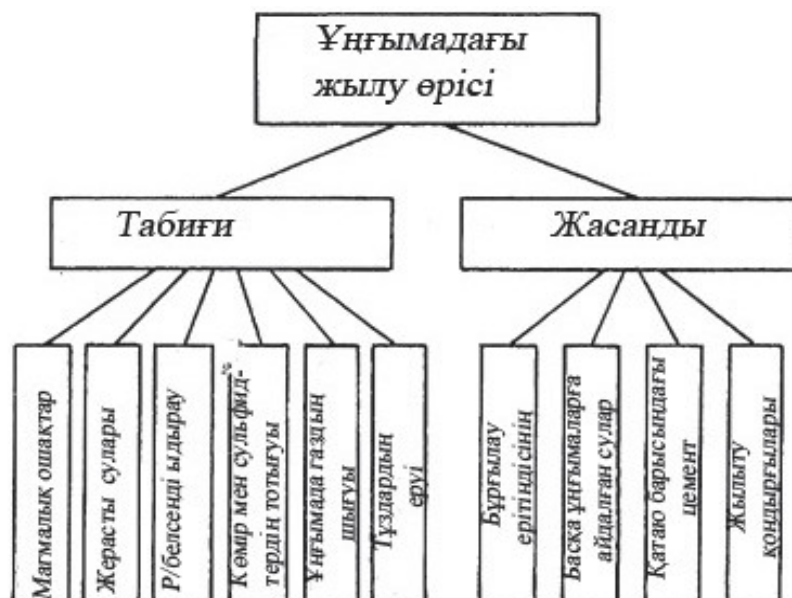 Ұңғымадағы
жылу өрісі
Табиғи
Жасанды
Магмалық ошақтар
Жерасты сулары
Р/белсенді ыдырау
Көмір мен сульфид-
тердің тотығуы
Ұңғымада газдың
шығуы
Тұздардың
еруі
Бұрғылау
ерітіндісінің
Басқа ұңғымаларға
айдалған сулар
Қатаю барысындағы
цемент
Жылыту
қондырғылары